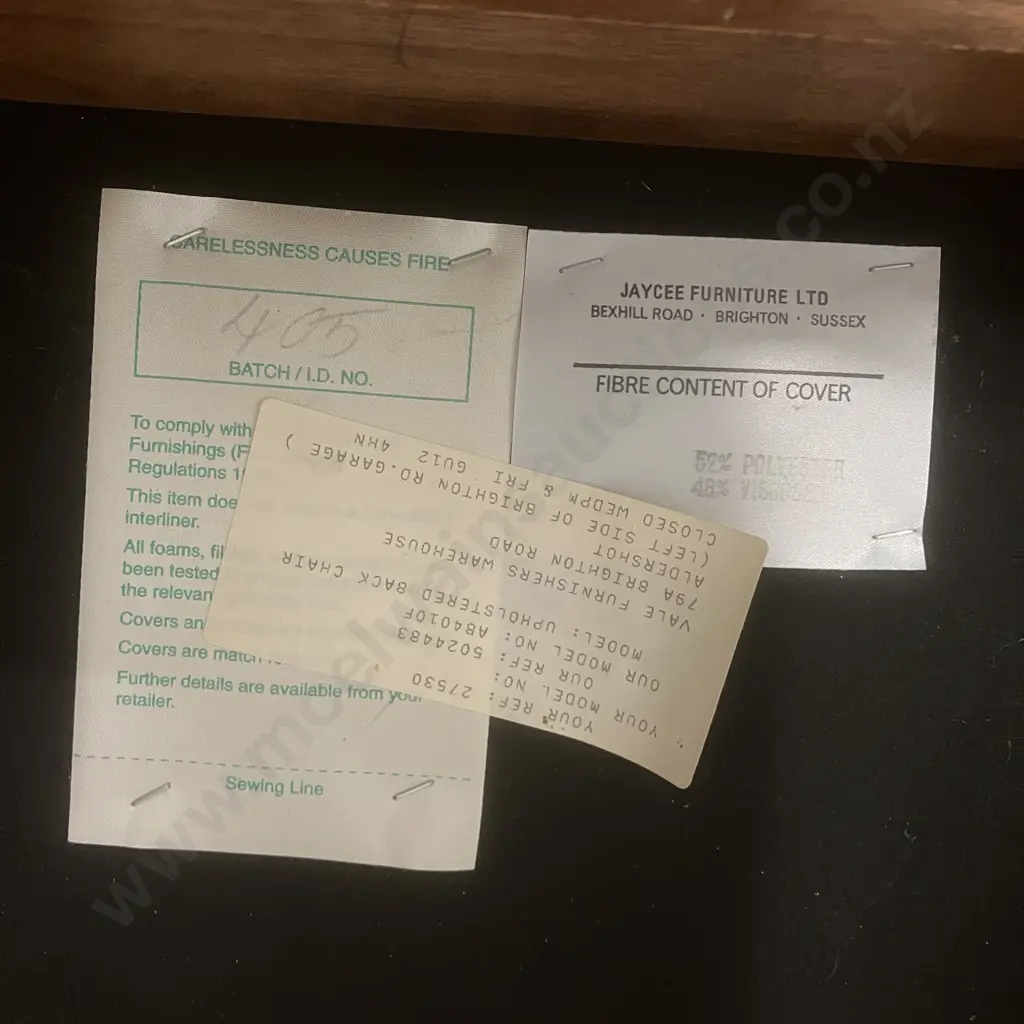 CARELESSNESS CAUSES FIRE
405
BATCH / I.D. NO.
To comply with
Furnishings (F
Regulations 1
This item doe
interliner.
All foams, fil
been tested
the relevan
Covers an
Covers are match
Further details are available from your
retailer.
Sewing Line
JAYCEE FURNITURE LTD
BEXHILL ROAD · BRIGHTON · SUSSEX
FIBRE CONTENT OF COVER
52% POLYESTER
48% VISCOSE
YOUR REF: 27530
YOUR MODEL NO:
OUR REF: 5024483
OUR MODEL NO: AB4010F
MODEL: UPHOLSTERED BACK CHAIR
VALE FURNISHERS WAREHOUSE
79A BRIGHTON ROAD
ALDERSHOT
(LEFT SIDE OF BRIGHTON RD.GARAGE )
CLOSED WEDPM & FRI GU12 4HN